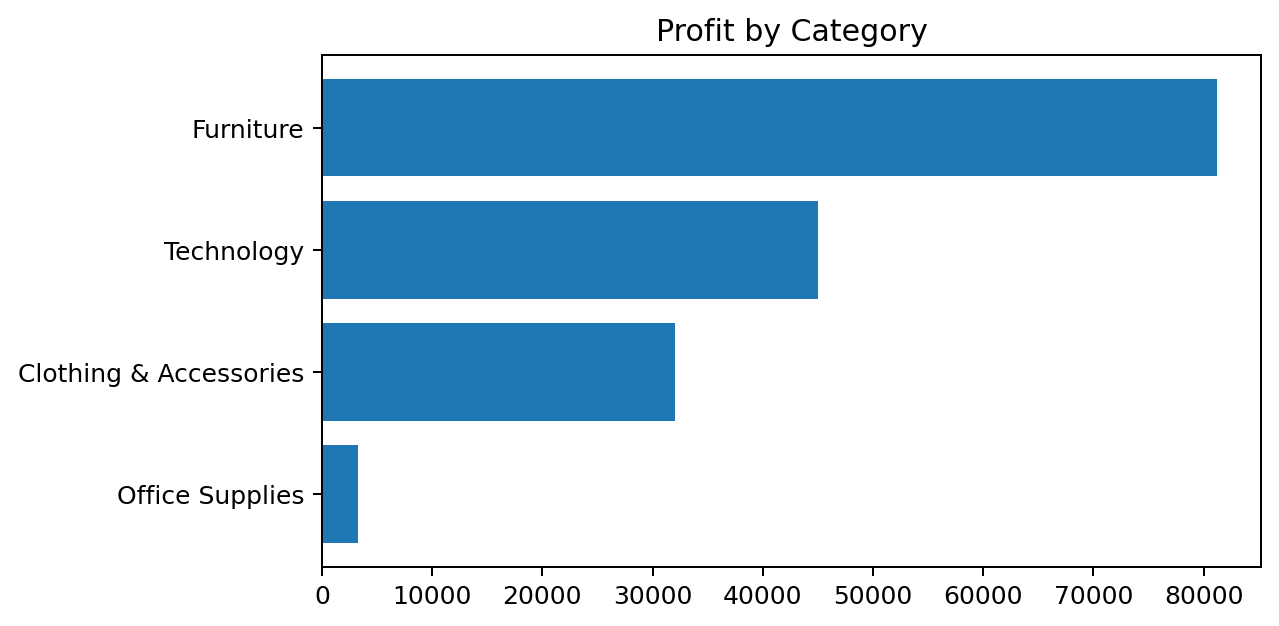 Profit by Category
Furniture
Technology
Clothing & Accessories
Office Supplies
0 10000 20000 30000 40000 50000 60000 70000 80000